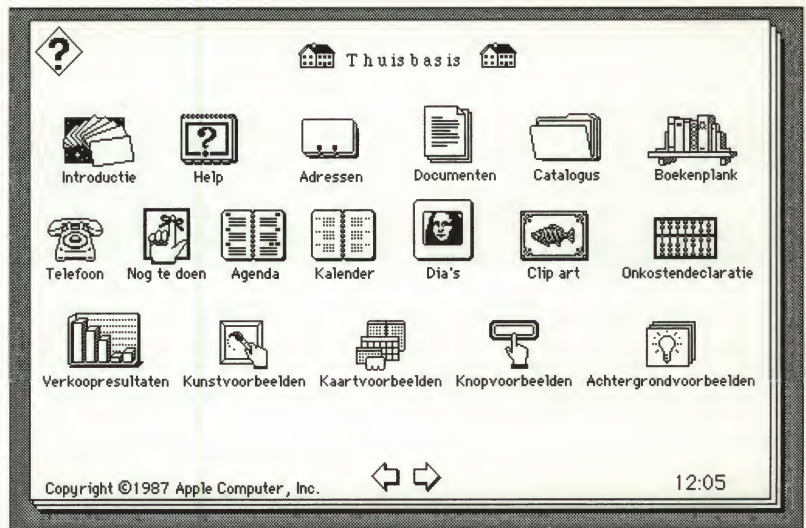 ?
Thuisbasis
?
Introductie Help Adressen Documenten Catalogus Boekenplank
Telefoon Nog te doen Agenda Kalender Dia's Clip art Onkostendeclaratie
Verkoopresultaten Kunstvoorbeelden Kaartvoorbeelden Knopvoorbeelden Achtergrondvoorbeelden
Copyright ©1987 Apple Computer, Inc. 12:05